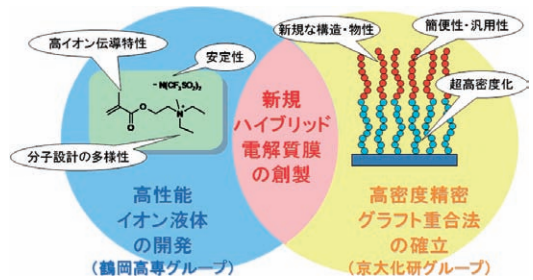 高イオン伝導特性
安定性
- N(CF3SO2)2
O
O
N+
分子設計の多様性
高性能
イオン液体
の開発
(鶴岡高専グループ)
新規
ハイブリッド
電解質膜
の創製
新規な構造・物性
簡便性・汎用性
超高密度化
高密度精密
グラフト重合法
の確立
(京大化研グループ)